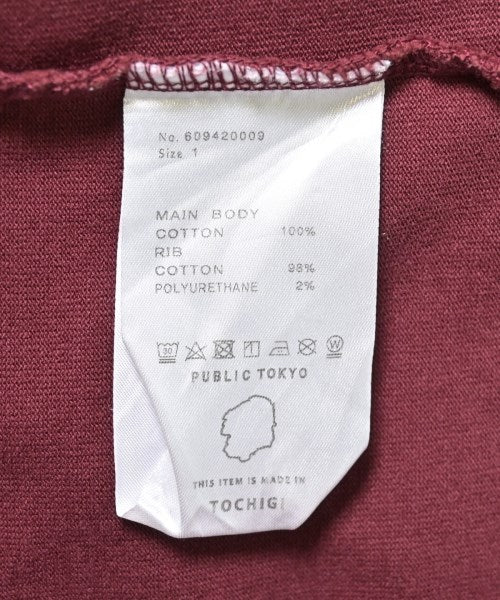 No. 609420009
Size 1
MAIN BODY
COTTON 100%
RIB
COTTON 98%
POLYURETHANE 2%
30 W
PUBLIC TOKYO
THIS ITEM IS MADE IN
TOCHIGI